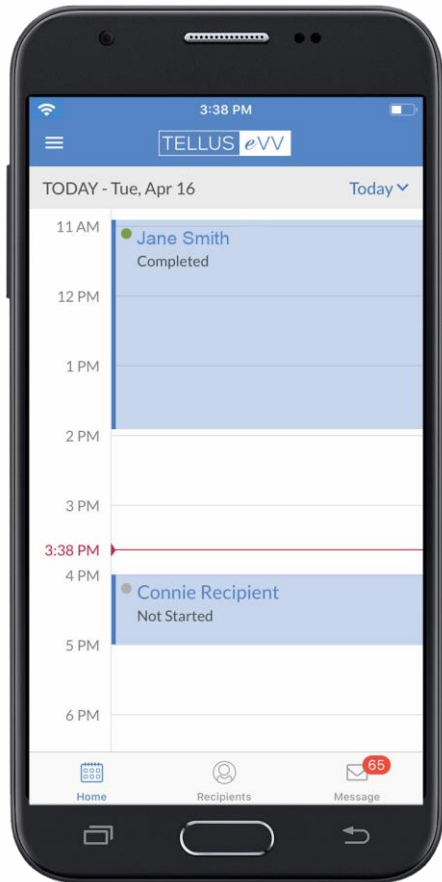 3:38 PM
TELLUS eVV
TODAY - Tue, Apr 16 Today
11 AM
Jane Smith
Completed
12 PM
1 PM
2 PM
3 PM
3:38 PM
4 PM
Connie Recipient
Not Started
5 PM
6 PM
65
Home Recipients Message